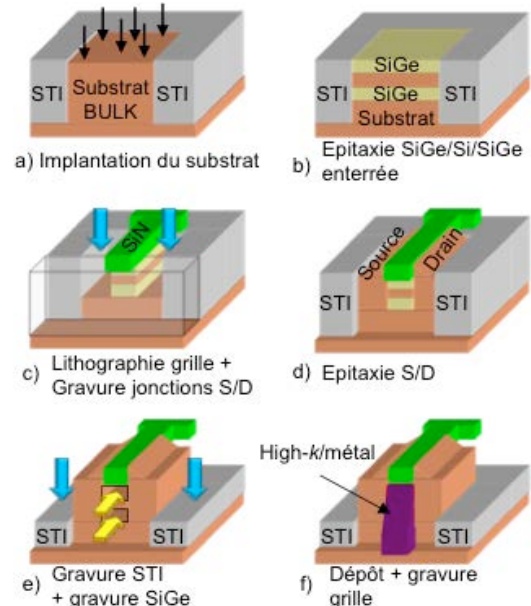 STI
Substrat
BULK
STI
a) Implantation du substrat
SiGe
STI
SiGe
STI
Substrat
b) Epitaxie SiGe/Si/SiGe
enterrée
SiN
c) Lithographie grille +
Gravure jonctions S/D
Source
Drain
STI
STI
d) Epitaxie S/D
STI
STI
e) Gravure STI
+ gravure SiGe
High-k/métal
STI
STI
f) Dépôt + gravure
grille